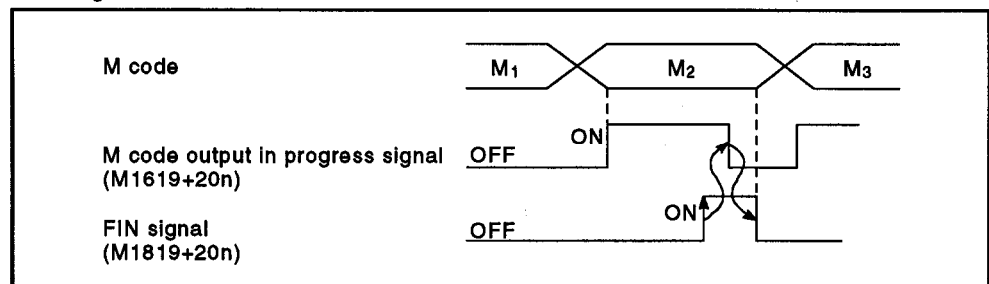 M code
M1 M2 M3
M code output in progress signal
(M1619+20n)
OFF ON
FIN signal
(M1819+20n)
OFF ON